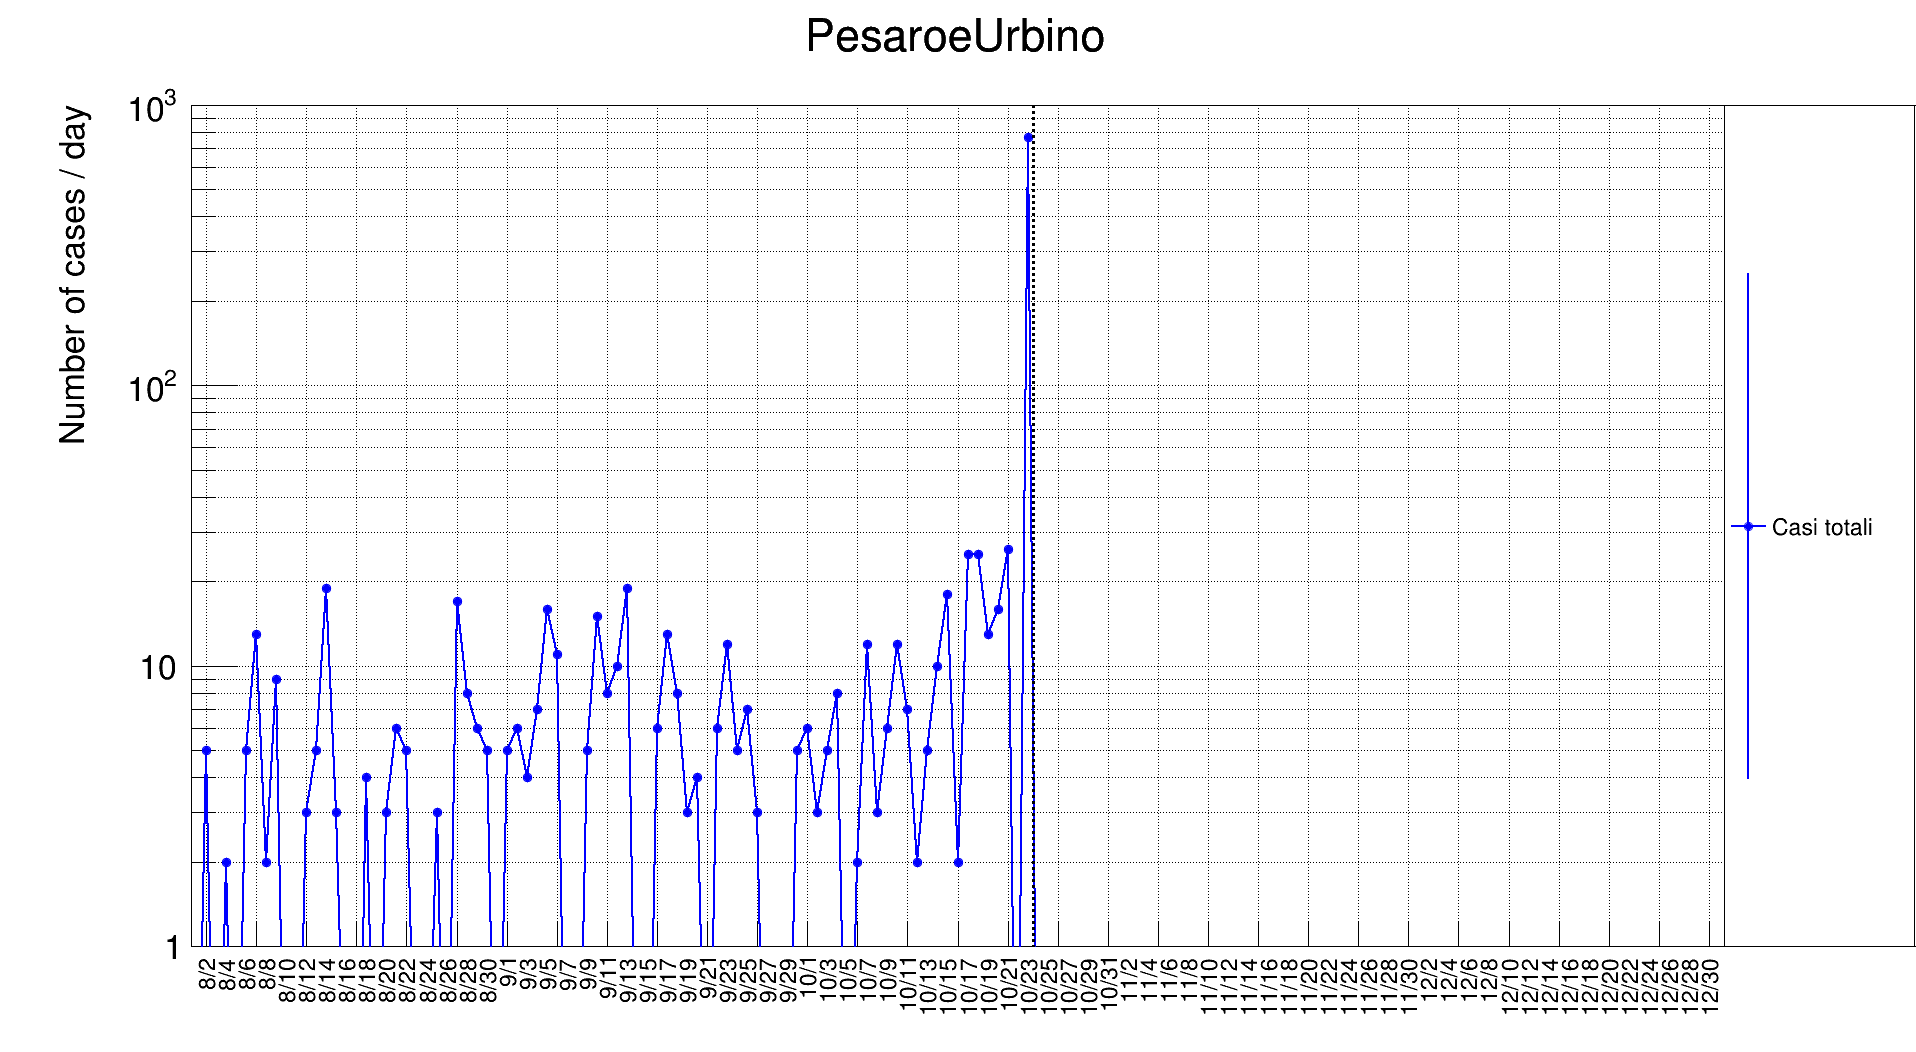 PesaroeUrbino
Number of cases / day
10³
10²
10
1
8/2 8/4 8/6 8/8 8/10 8/12 8/14 8/16 8/18 8/20 8/22 8/24 8/26 8/28 8/30 9/1 9/3 9/5 9/7 9/9 9/11 9/13 9/15 9/17 9/19 9/21 9/23 9/25 9/27 9/29 10/1 10/3 10/5 10/7 10/9 10/11 10/13 10/15 10/17 10/19 10/21 10/23 10/25 10/27 10/29 10/31 11/2 11/4 11/6 11/8 11/10 11/12 11/14 11/16 11/18 11/20 11/22 11/24 11/26 11/28 11/30 12/2 12/4 12/6 12/8 12/10 12/12 12/14 12/16 12/18 12/20 12/22 12/24 12/26 12/28 12/30
Casi totali